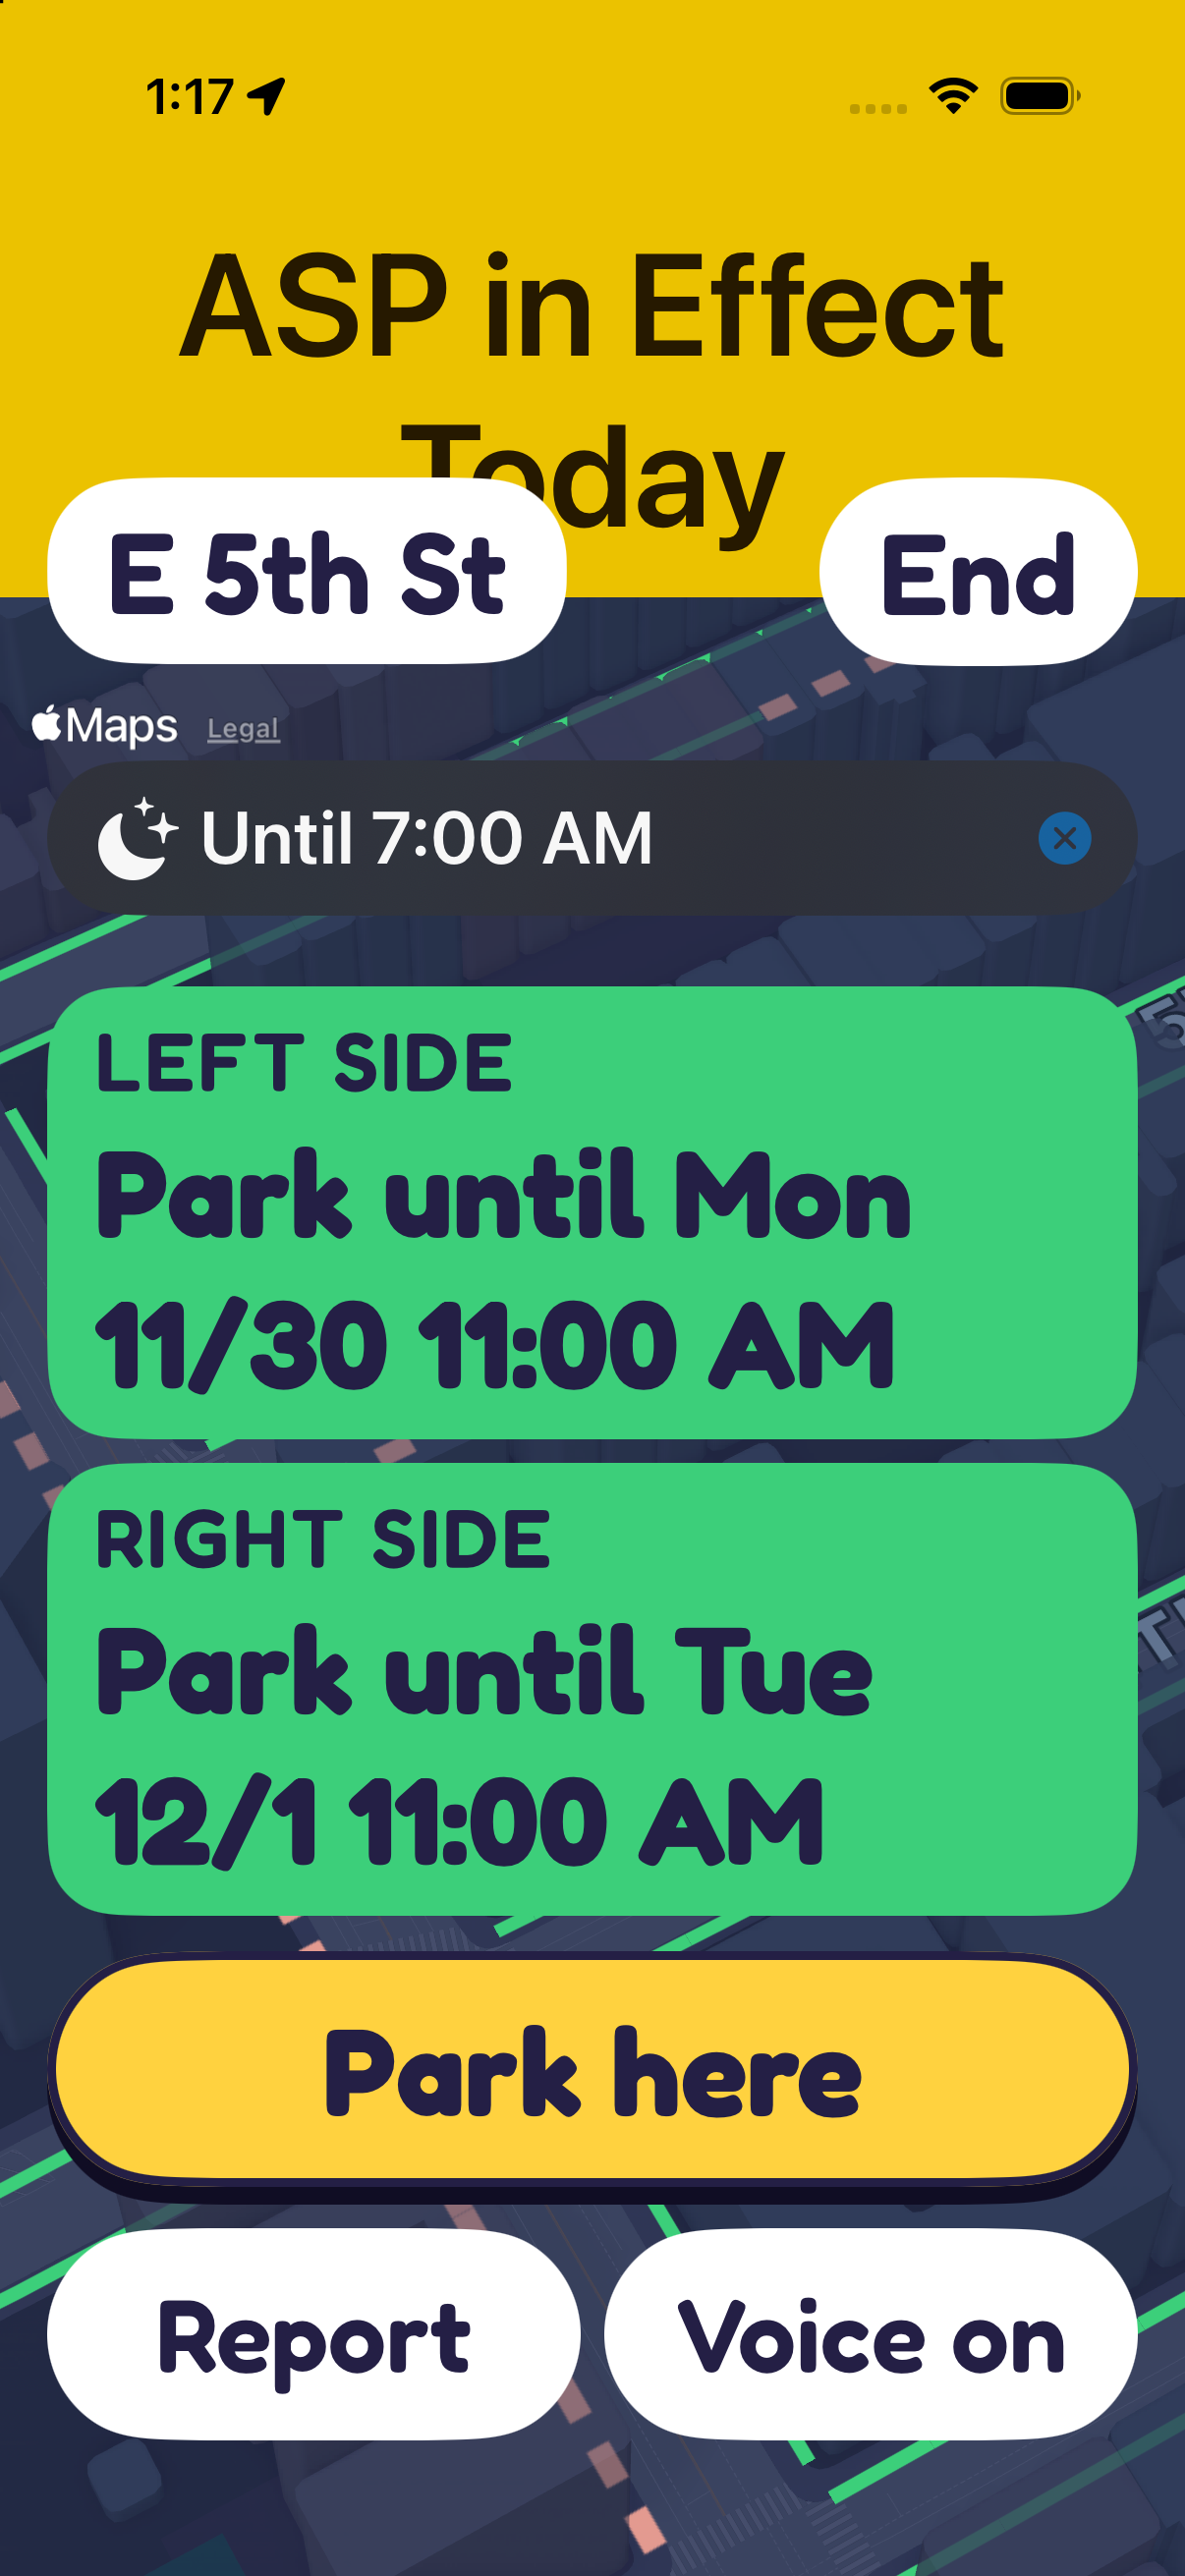 1:17
ASP in Effect
Today
E 5th St
End
Maps Legal
Until 7:00 AM
LEFT SIDE
Park until Mon
11/30 11:00 AM
RIGHT SIDE
Park until Tue
12/1 11:00 AM
Park here
Report
Voice on